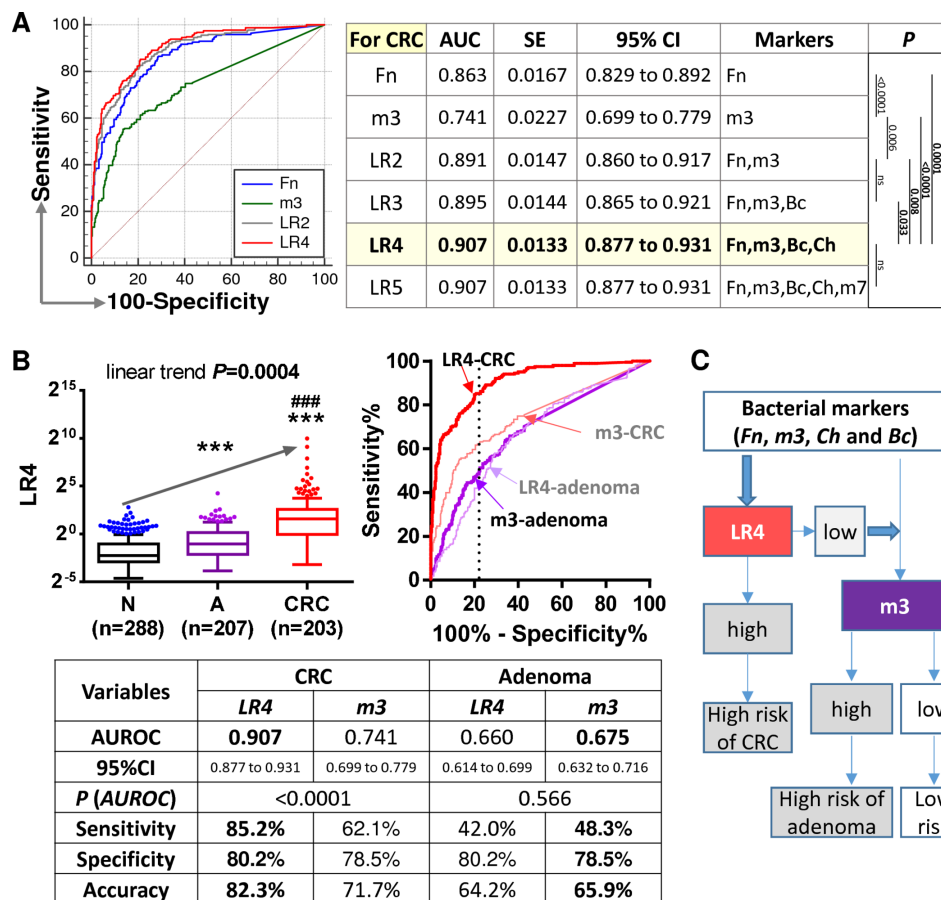 A
100
80
60
40
20
0
Sensitivity
0 20 40 60 80 100
100-Specificity
Fn
m3
LR2
LR4
For CRC AUC SE 95% CI Markers P
Fn 0.863 0.0167 0.829 to 0.892 Fn
m3 0.741 0.0227 0.699 to 0.779 m3
LR2 0.891 0.0147 0.860 to 0.917 Fn,m3
LR3 0.895 0.0144 0.865 to 0.921 Fn,m3,Bc
LR4 0.907 0.0133 0.877 to 0.931 Fn,m3,Bc,Ch
LR5 0.907 0.0133 0.877 to 0.931 Fn,m3,Bc,Ch,m7
<0.0001
0.006
ns
ns
0.033
0.008
<0.0001
0.0001
B
linear trend P=0.0004
LR4
2^15
2^10
2^5
2^0
2^-5
***
###
***
N A CRC
(n=288) (n=207) (n=203)
Sensitivity%
100
80
60
40
20
0
LR4-CRC
m3-CRC
LR4-adenoma
m3-adenoma
0 20 40 60 80 100
100% - Specificity%
Variables CRC Adenoma
LR4 m3 LR4 m3
AUROC 0.907 0.741 0.660 0.675
95%CI 0.877 to 0.931 0.699 to 0.779 0.614 to 0.699 0.632 to 0.716
P (AUROC) <0.0001 0.566
Sensitivity 85.2% 62.1% 42.0% 48.3%
Specificity 80.2% 78.5% 80.2% 78.5%
Accuracy 82.3% 71.7% 64.2% 65.9%
C
Bacterial markers
(Fn, m3, Ch and Bc)
LR4
low
m3
high
high
High risk
of CRC
High risk of
adenoma